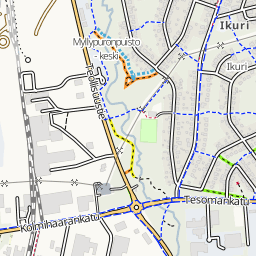 Ikuri
Myllypuronpuisto
keski
Ikuri
Teollisuustie
Tesomankatu
Kolmihaarankatu